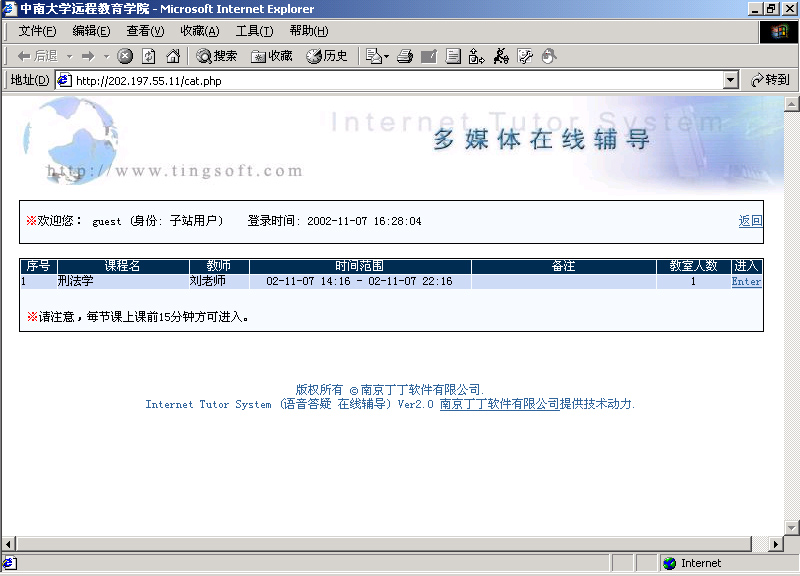 中南大学远程教育学院 - Microsoft Internet Explorer
文件(F) 编辑(E) 查看(V) 收藏(A) 工具(T) 帮助(H)
后退 搜索 收藏 历史
地址(D) http://202.197.55.11/cat.php 转到
Internet Tutor System
多媒体在线辅导
http://www.tingsoft.com
※欢迎您： guest (身份: 子站用户) 登录时间: 2002-11-07 16:28:04 返回
序号 课程名 教师 时间范围 备注 教室人数 进入
1 刑法学 刘老师 02-11-07 14:16 - 02-11-07 22:16 1 Enter
※请注意，每节课上课前15分钟方可进入。
版权所有 ©南京丁丁软件有限公司.
Internet Tutor System (语音答疑 在线辅导) Ver2.0 南京丁丁软件有限公司提供技术动力.
Internet